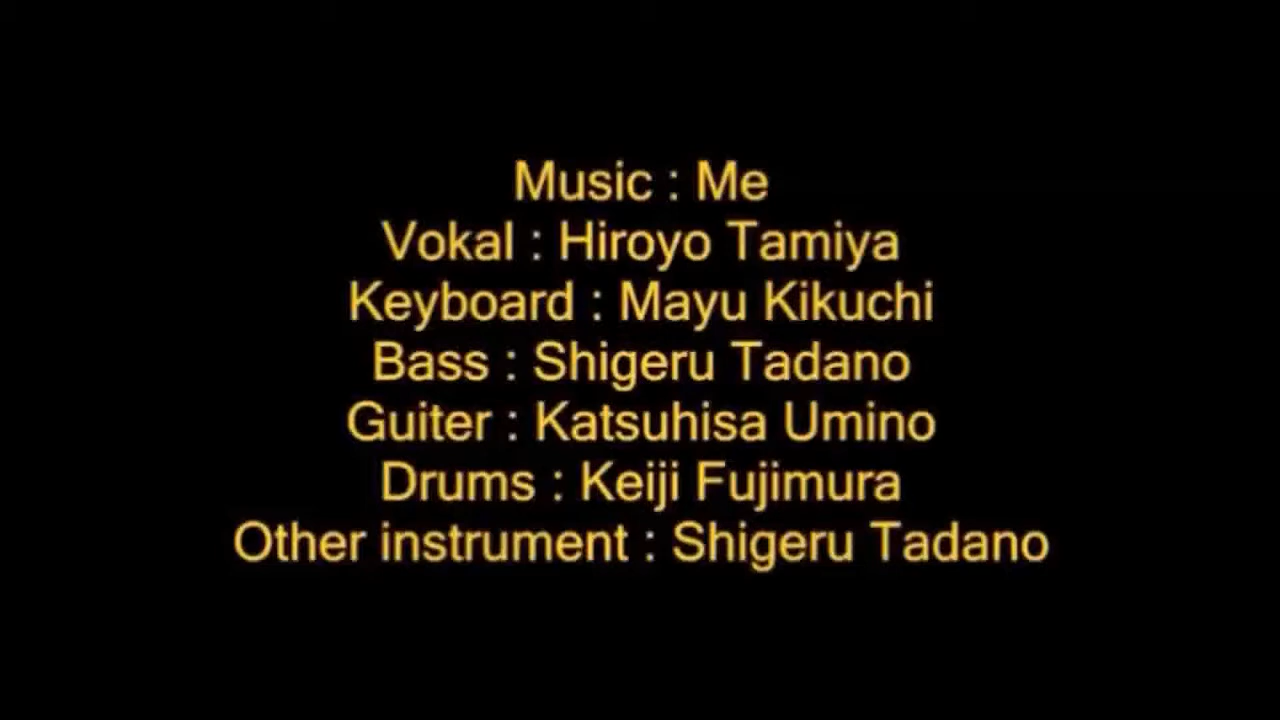 Music : Me
Vokal : Hiroyo Tamiya
Keyboard : Mayu Kikuchi
Bass : Shigeru Tadano
Guiter : Katsuhisa Umino
Drums : Keiji Fujimura
Other instrument : Shigeru Tadano